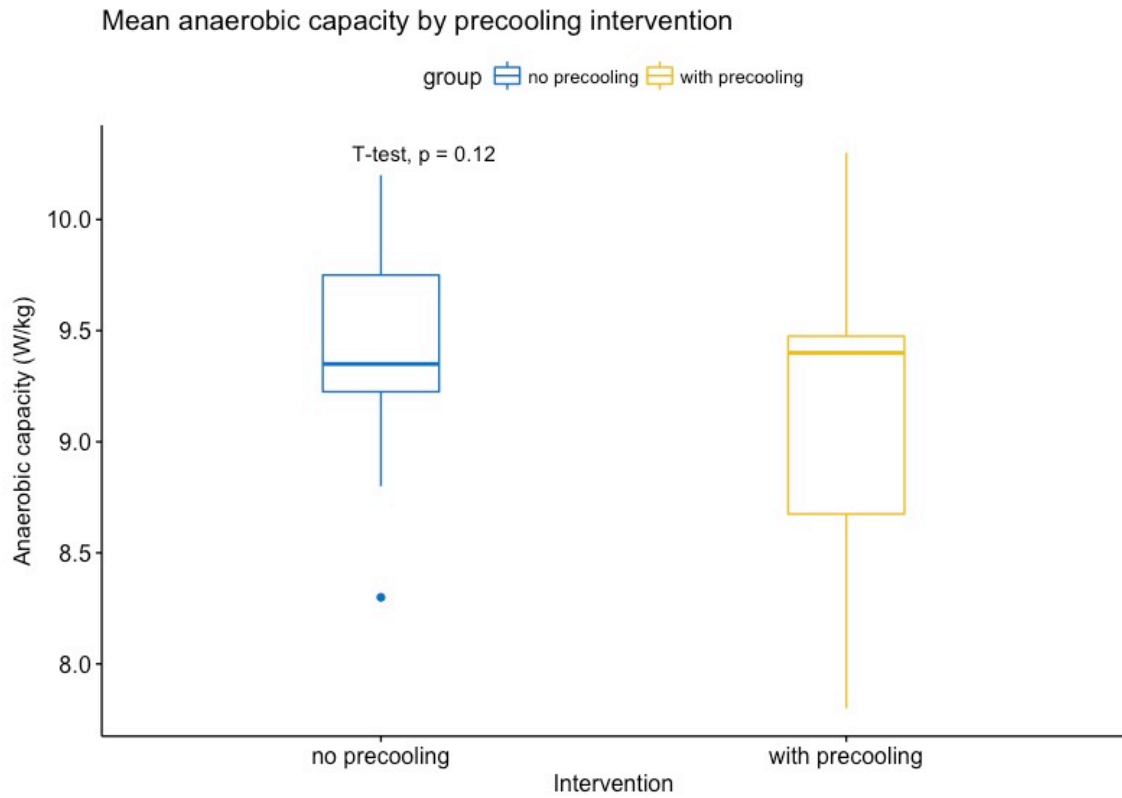 Mean anaerobic capacity by precooling intervention
group no precooling with precooling
T-test, p = 0.12
10.0
9.5
9.0
8.5
8.0
Anaerobic capacity (W/kg)
no precooling with precooling
Intervention